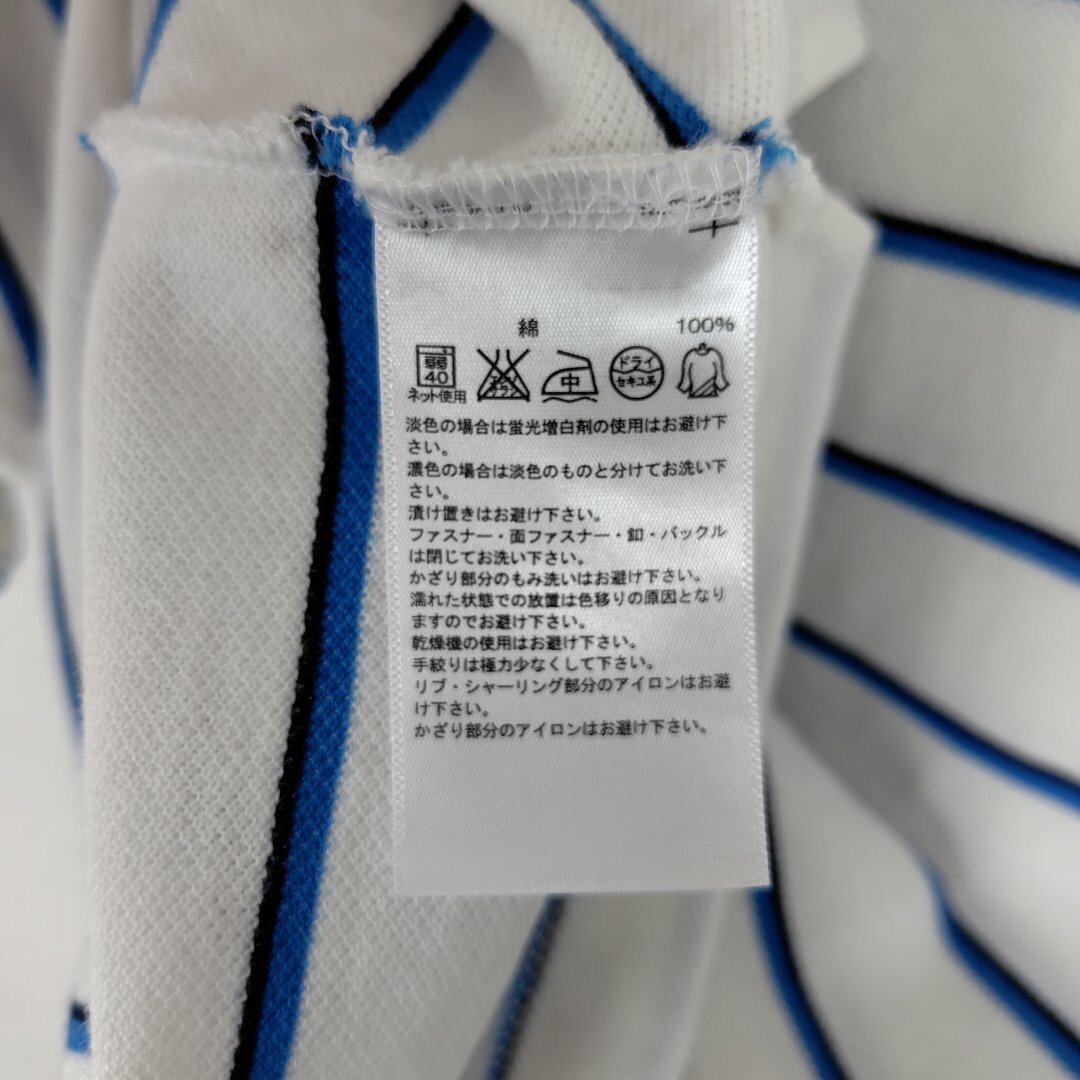 綿 100%
弱 40 エンソ サラシ 中 ドライ セキユ系
ネット使用
淡色の場合は蛍光増白剤の使用はお避け下
さい。
濃色の場合は淡色のものと分けてお洗い下
さい。
漬け置きはお避け下さい。
ファスナー・面ファスナー・釦・バックル
は閉じてお洗い下さい。
かざり部分のもみ洗いはお避け下さい。
濡れた状態での放置は色移りの原因となり
ますのでお避け下さい。
乾燥機の使用はお避け下さい。
手絞りは極力少なくして下さい。
リブ・シャーリング部分のアイロンはお避
け下さい。
かざり部分のアイロンはお避け下さい。